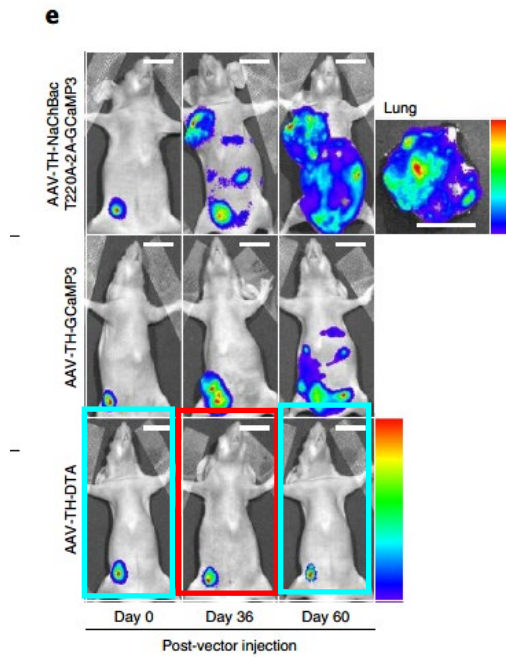 e
AAV-TH-NaChBac
T220A-2A-GCaMP3
Lung
AAV-TH-GCaMP3
AAV-TH-DTA
Day 0
Day 36
Day 60
Post-vector injection